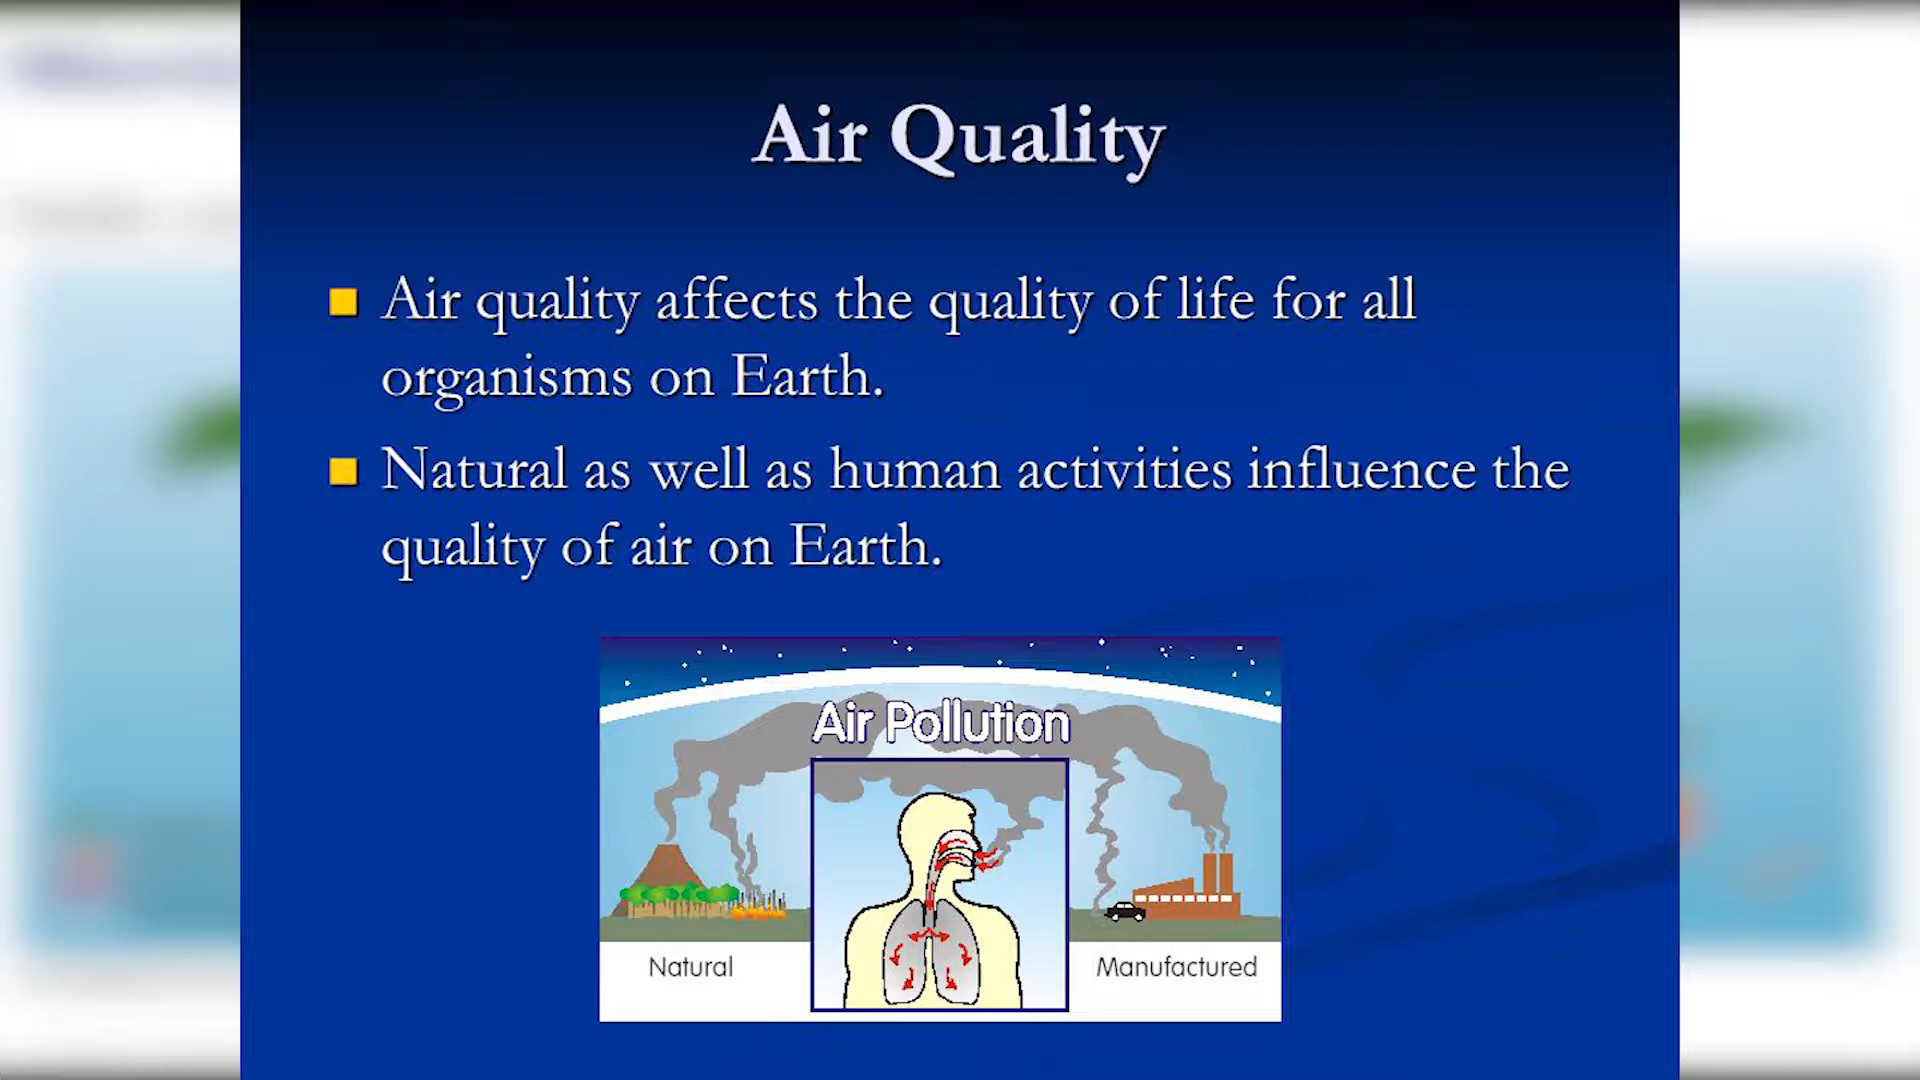 Air Quality
Air quality affects the quality of life for all
organisms on Earth.
Natural as well as human activities influence the
quality of air on Earth.
Air Pollution
Natural
Manufactured